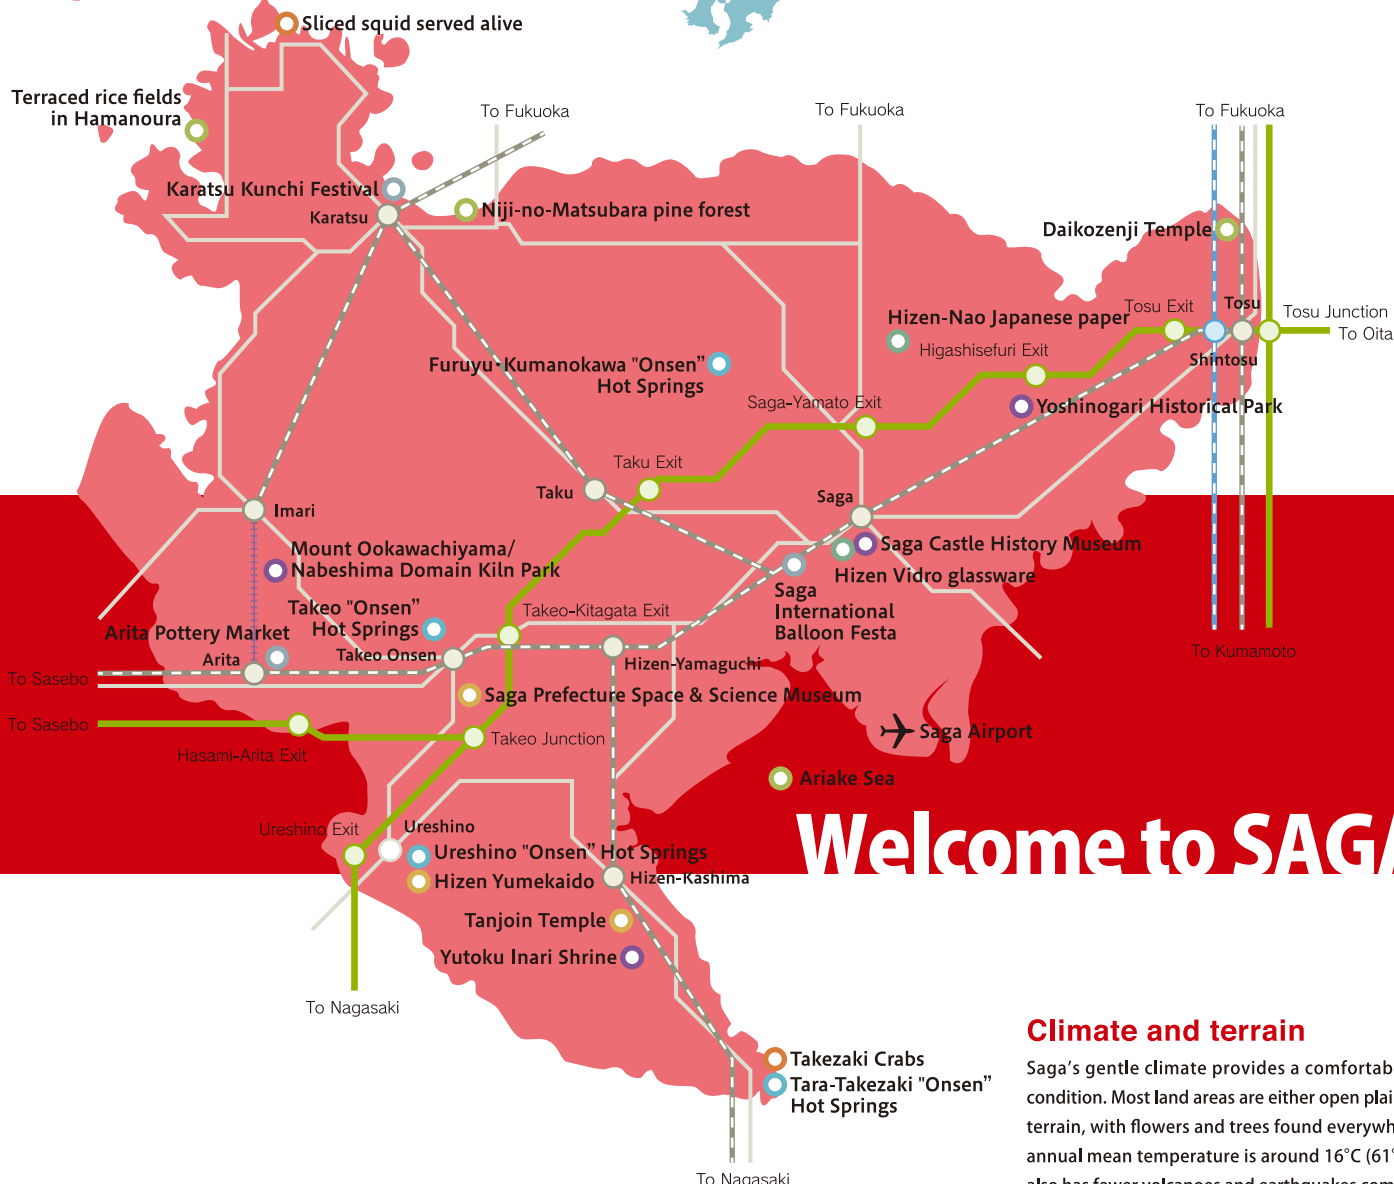 Sliced squid served alive
Terraced rice fields
in Hamanoura
To Fukuoka
To Fukuoka
To Fukuoka
Karatsu Kunchi Festival
Karatsu
Niji-no-Matsubara pine forest
Daikozenji Temple
Tosu Exit
Tosu
Tosu Junction
To Oita
Shintosu
Hizen-Nao Japanese paper
Higashisefuri Exit
Furuyu·Kumanokawa "Onsen”
Hot Springs
Saga-Yamato Exit
Yoshinogari Historical Park
Taku Exit
Taku
Saga
Imari
Mount Ookawachiyama/
Nabeshima Domain Kiln Park
Saga Castle History Museum
Hizen Vidro glassware
Saga
International
Balloon Festa
Takeo "Onsen”
Hot Springs
Takeo-Kitagata Exit
Arita Pottery Market
Arita
Takeo Onsen
Hizen-Yamaguchi
To Kumamoto
To Sasebo
Saga Prefecture Space & Science Museum
To Sasebo
Hasami-Arita Exit
Takeo Junction
Saga Airport
Ariake Sea
Ureshino Exit
Ureshino
Welcome to SAGA
Ureshino "Onsen” Hot Springs
Hizen Yumekaido
Hizen-Kashima
Tanjoin Temple
Yutoku Inari Shrine
To Nagasaki
Takezaki Crabs
Tara-Takezaki "Onsen”
Hot Springs
To Nagasaki
Climate and terrain
Saga's gentle climate provides a comfortab
condition. Most land areas are either open plai
terrain, with flowers and trees found everywh
annual mean temperature is around 16°C (61°
also has fewer volcanoes and earthquakes com